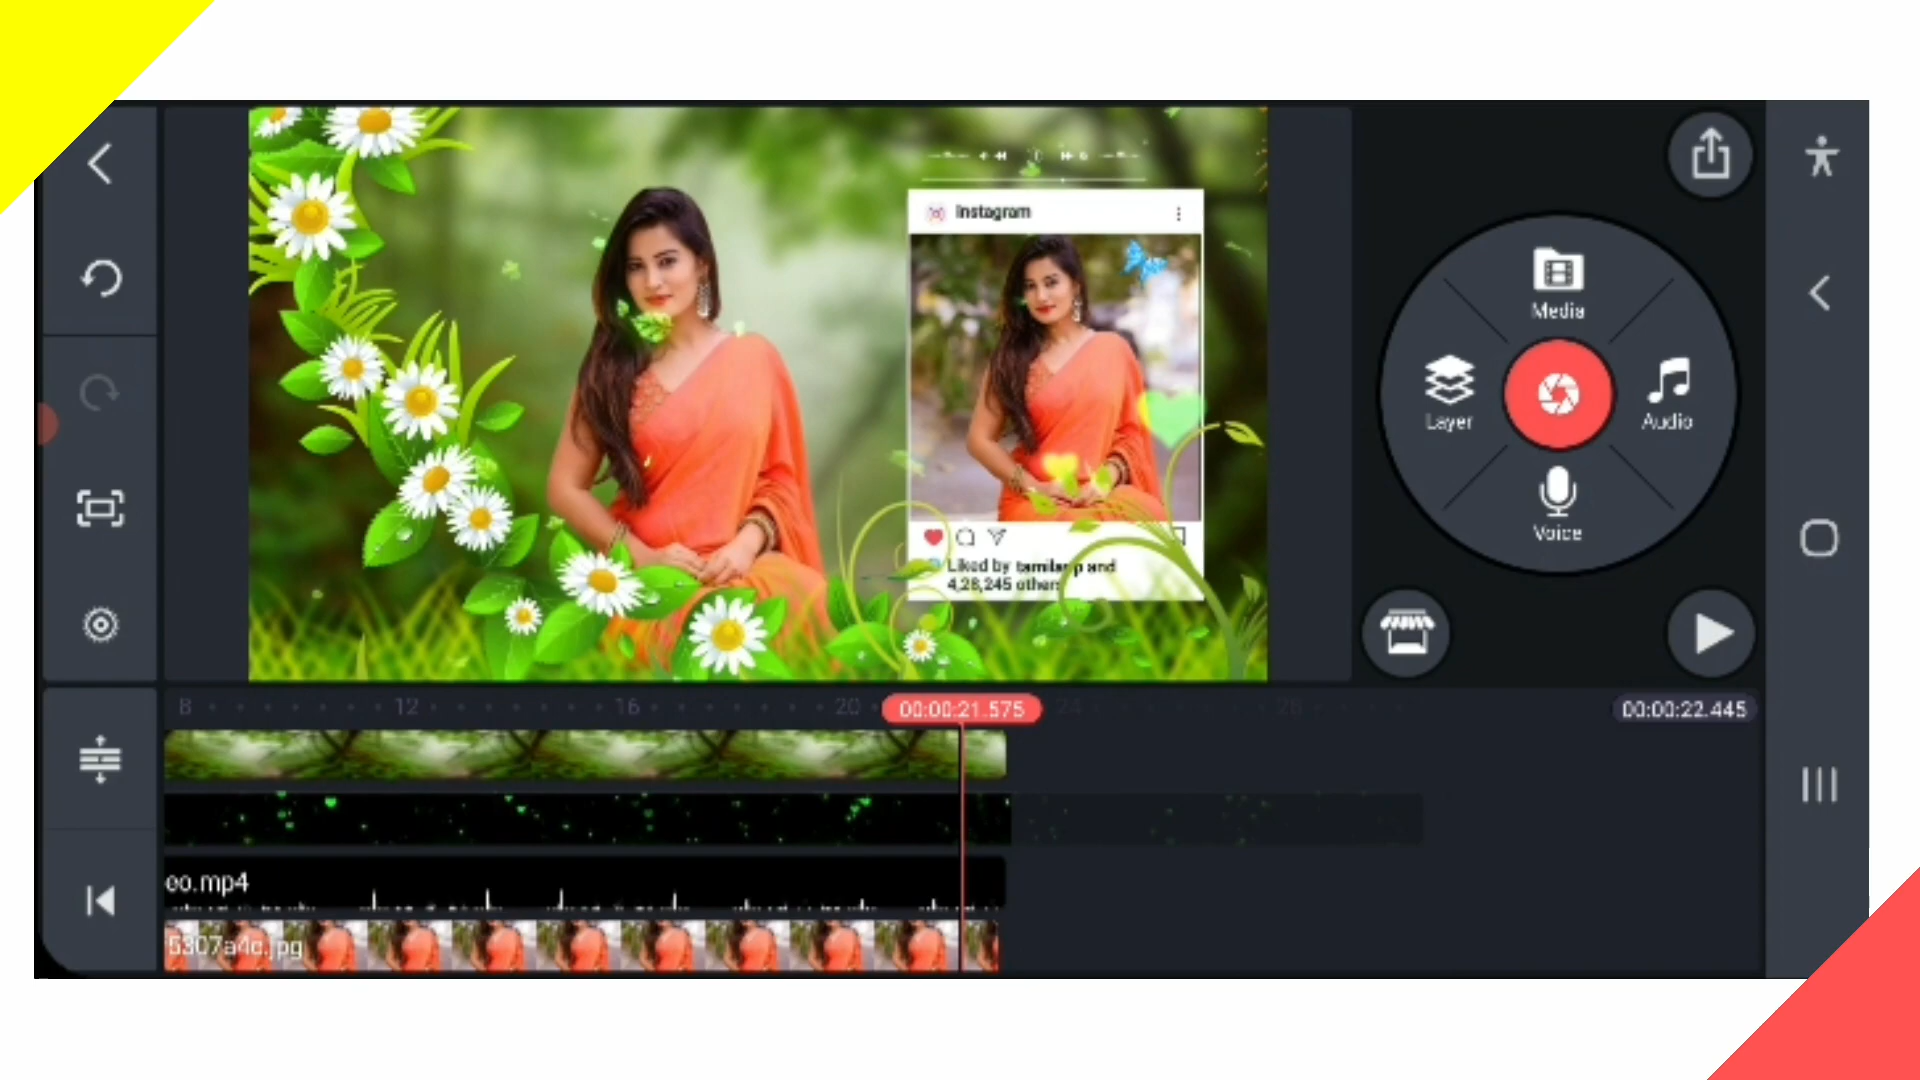 Instagram
Liked by tamilanp and
4,28,245 others
Media
Layer
Audio
Voice
8
12
16
20
00:00:21.575
24
28
00:00:22.445
eo.mp4
5307a4c.jpg